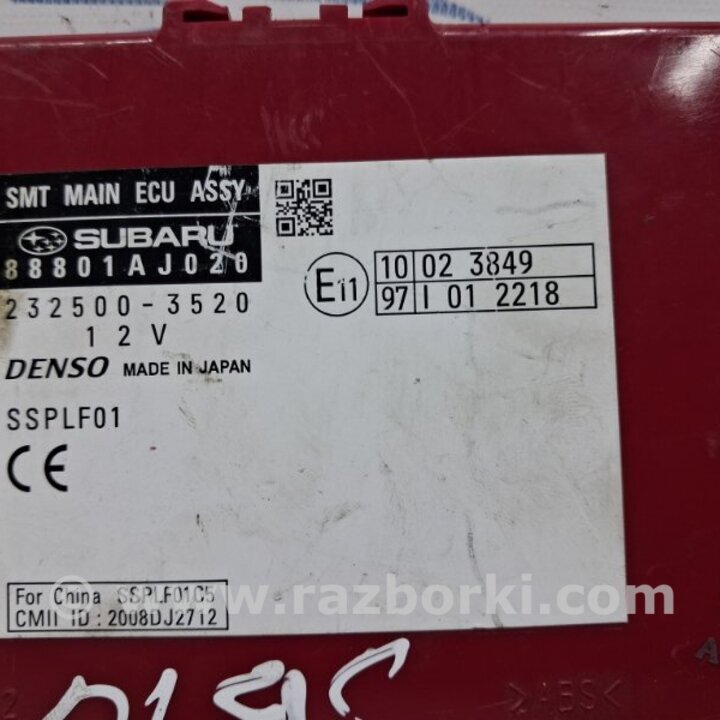 SMT MAIN ECU ASSY
SUBARU
88801AJ020
232500-3520
12V
DENSO MADE IN JAPAN
SSPLF01
CE
E11
10 02 3849
97 I 01 2218
For China SSPLF01C5
CMII ID : 2008DJ2712
© www.razborki.com
>ABS<